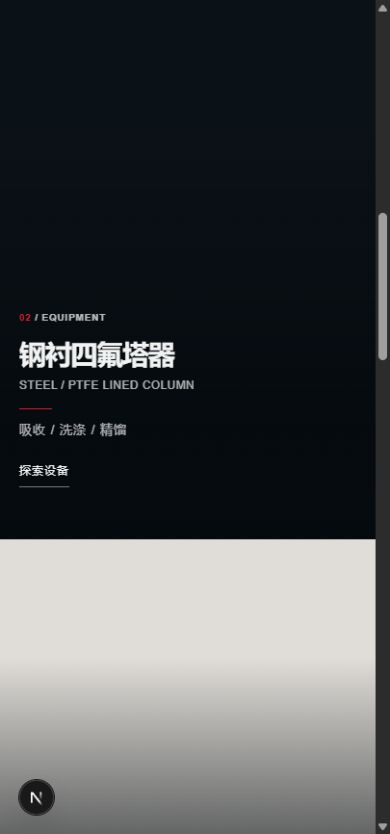 02 / EQUIPMENT
钢衬四氟塔器
STEEL / PTFE LINED COLUMN
吸收 / 洗涤 / 精馏
探索设备
N